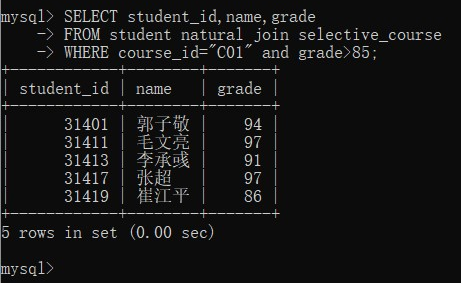 mysql> SELECT student_id,name,grade
    -> FROM student natural join selective_course
    -> WHERE course_id="C01" and grade>85;
+------------+--------+-------+
| student_id | name   | grade |
+------------+--------+-------+
|      31401 | 郭子敬 |    94 |
|      31411 | 毛文亮 |    97 |
|      31413 | 李承彧 |    91 |
|      31417 | 张超   |    97 |
|      31419 | 崔江平 |    86 |
+------------+--------+-------+
5 rows in set (0.00 sec)
mysql>